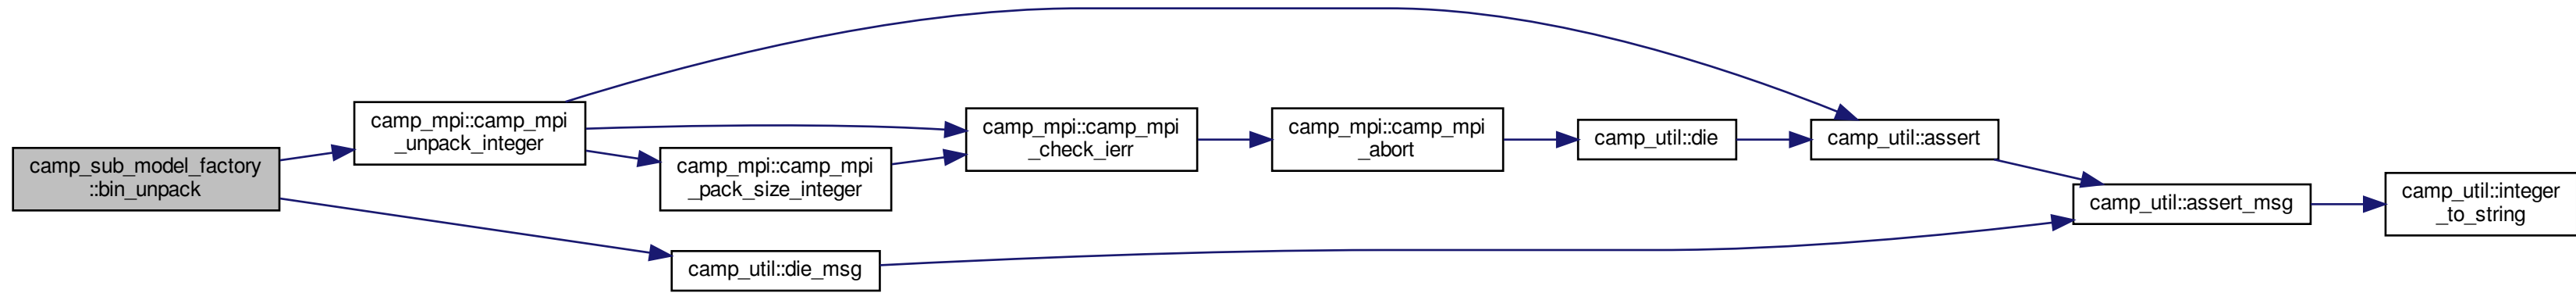 camp_sub_model_factory
::bin_unpack
camp_mpi::camp_mpi
_unpack_integer
camp_mpi::camp_mpi
_pack_size_integer
camp_util::die_msg
camp_mpi::camp_mpi
_check_ierr
camp_mpi::camp_mpi
_abort
camp_util::die
camp_util::assert
camp_util::assert_msg
camp_util::integer
_to_string